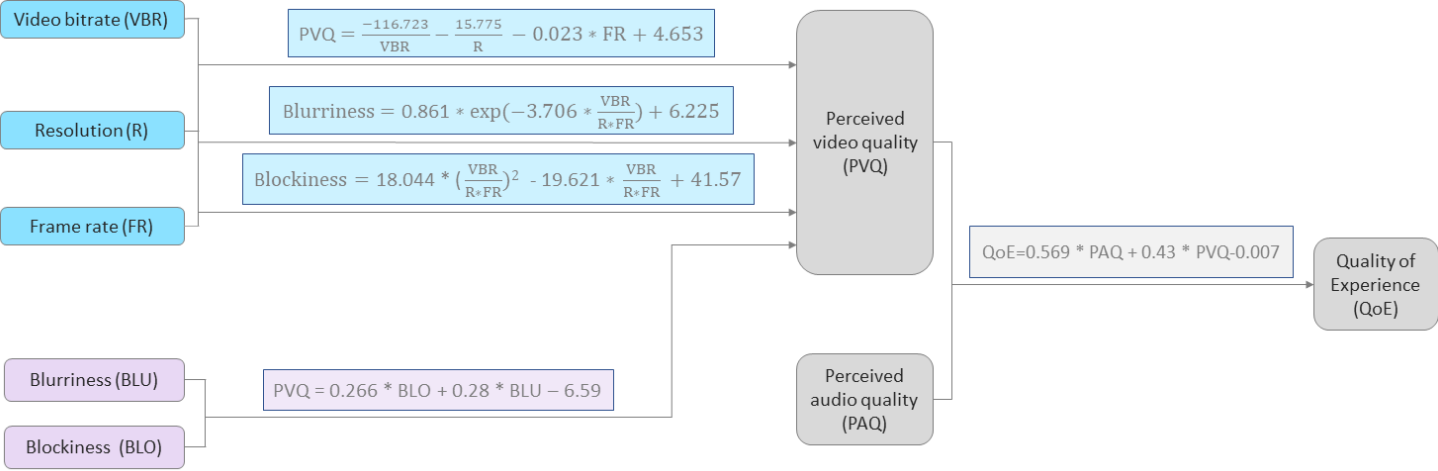 Video bitrate (VBR)
PVQ = −116.723/VBR − 15.775/R − 0.023 * FR + 4.653
Resolution (R)
Blurriness = 0.861 * exp(−3.706 * VBR/R*FR) + 6.225
Blockiness = 18.044 * (VBR/R*FR)² - 19.621 * VBR/R*FR + 41.57
Frame rate (FR)
Perceived
video quality
(PVQ)
QoE=0.569 * PAQ + 0.43 * PVQ-0.007
Quality of
Experience
(QoE)
Blurriness (BLU)
Blockiness (BLO)
PVQ = 0.266 * BLO + 0.28 * BLU – 6.59
Perceived
audio quality
(PAQ)